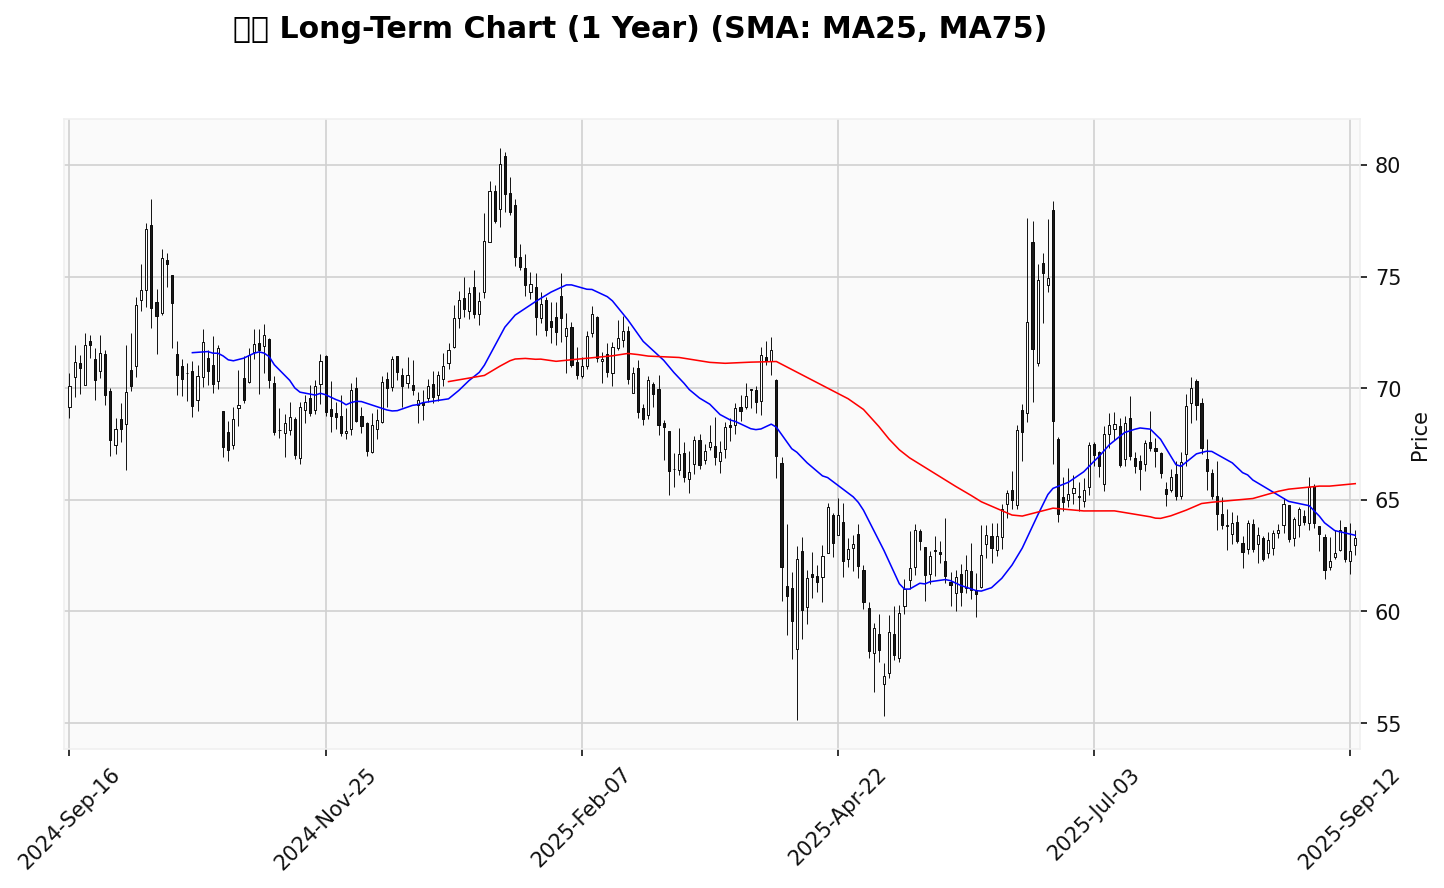 Long-Term Chart (1 Year) (SMA: MA25, MA75)
80
75
70
65
60
55
Price
2024-Sep-16
2024-Nov-25
2025-Feb-07
2025-Apr-22
2025-Jul-03
2025-Sep-12